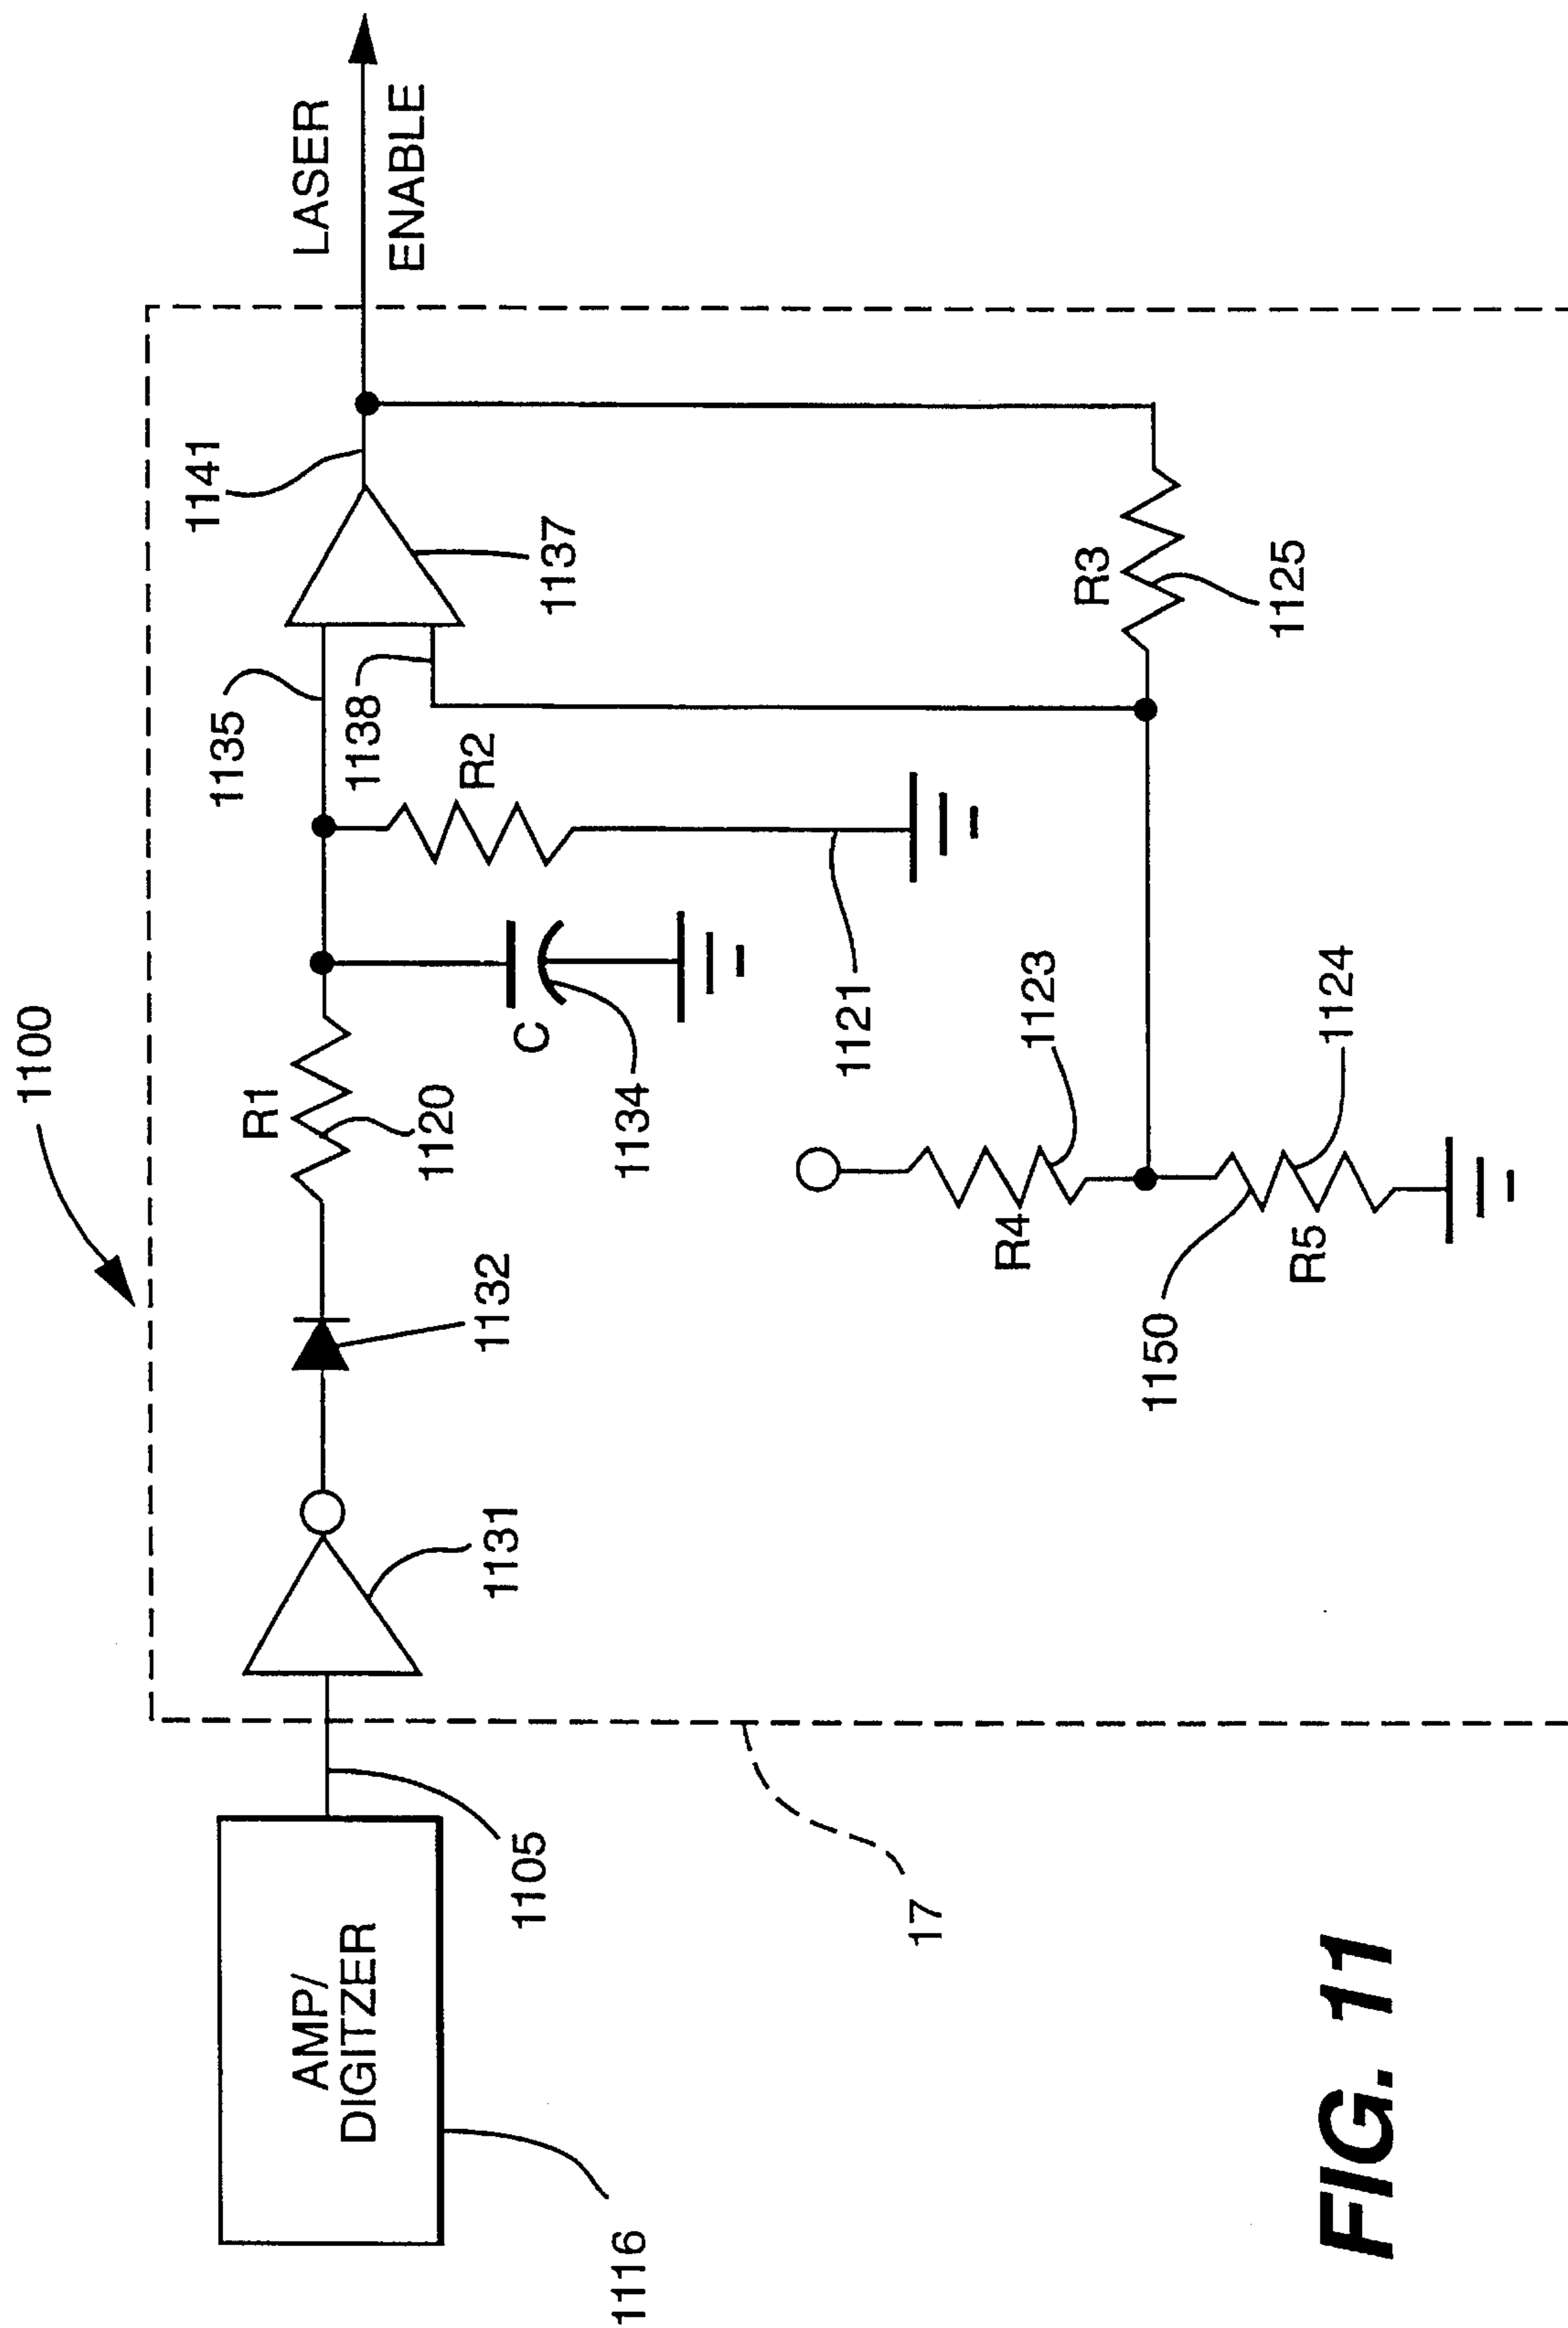 1100
AMP/
DIGITZER
1116
1105
17
1131
1132
R1
1120
C
1134
R2
1121
1135
1138
1137
1141
LASER
ENABLE
R3
1125
R4
1123
1150
R5
1124
FIG. 11